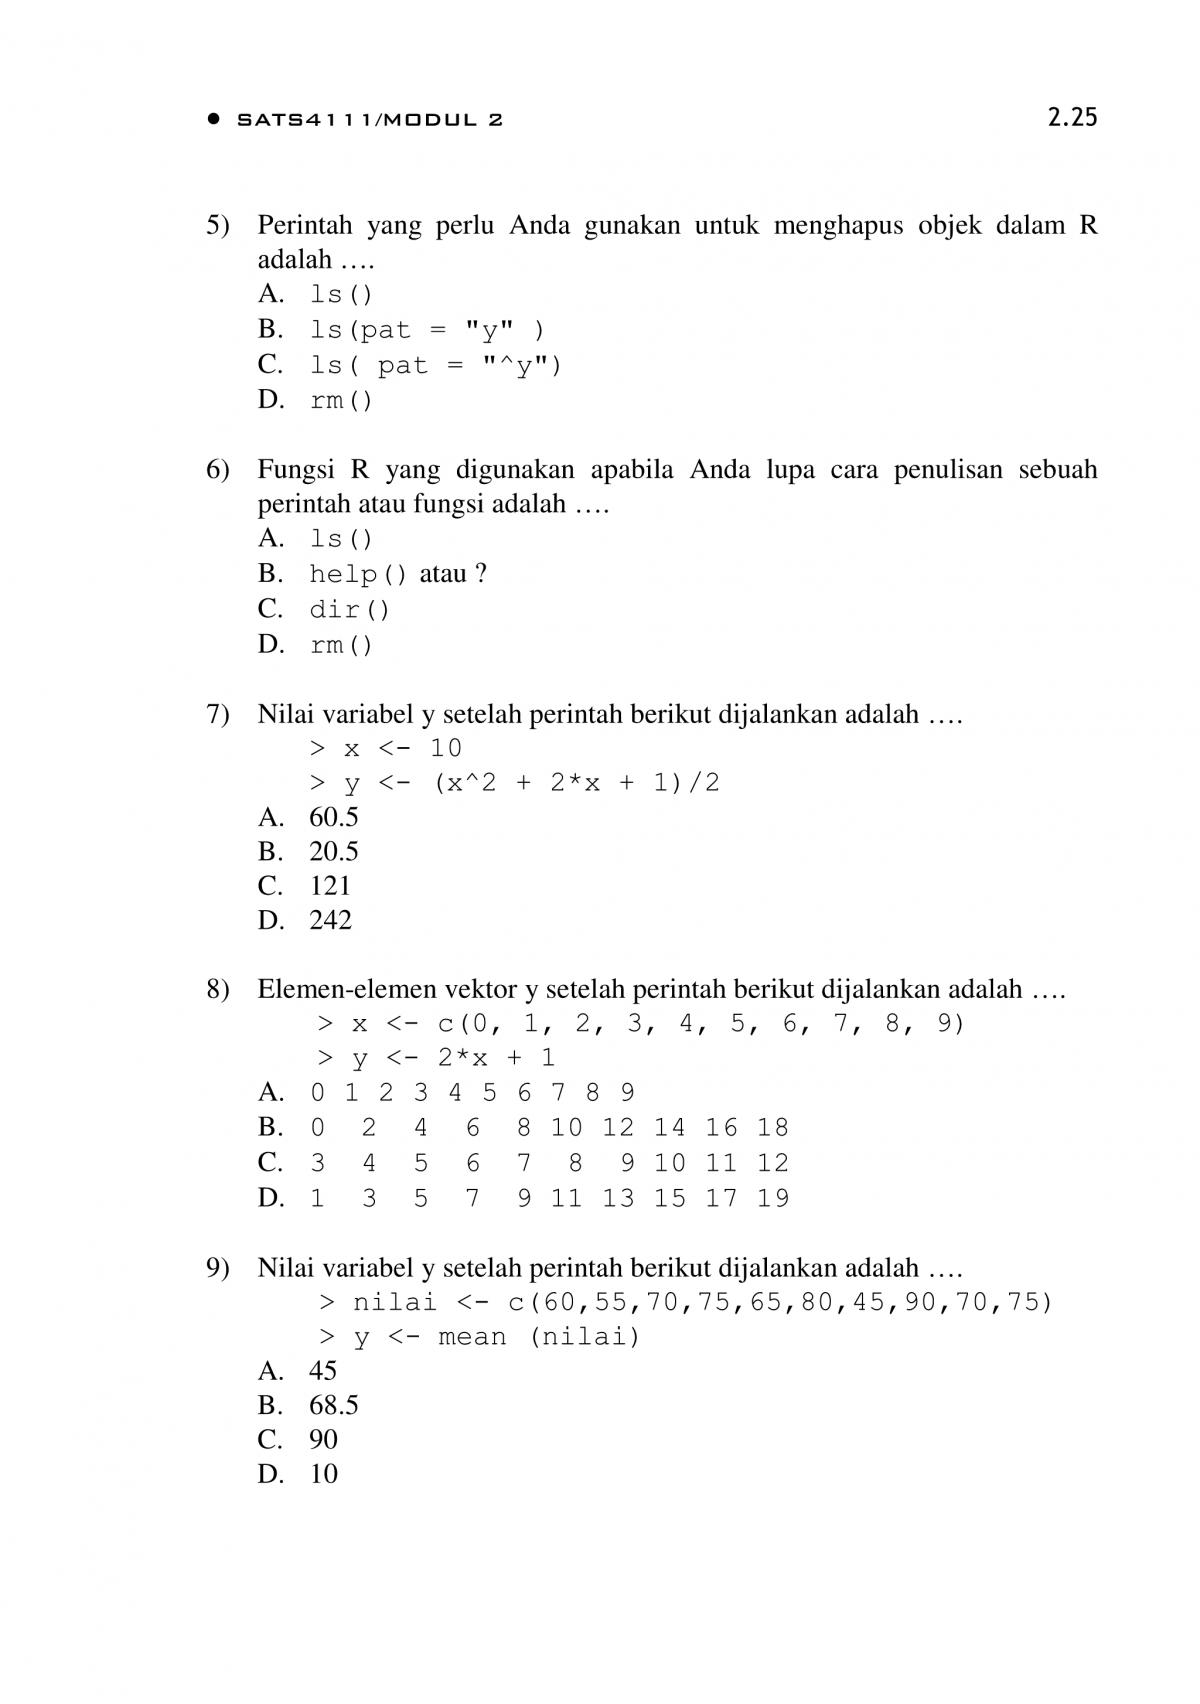 ● SATS4111/MODUL 2 2.25
5) Perintah yang perlu Anda gunakan untuk menghapus objek dalam R
adalah ….
A. ls()
B. ls(pat = "y" )
C. ls( pat = "^y")
D. rm()
6) Fungsi R yang digunakan apabila Anda lupa cara penulisan sebuah
perintah atau fungsi adalah ….
A. ls()
B. help() atau ?
C. dir()
D. rm()
7) Nilai variabel y setelah perintah berikut dijalankan adalah ….
> x <- 10
> y <- (x^2 + 2*x + 1)/2
A. 60.5
B. 20.5
C. 121
D. 242
8) Elemen-elemen vektor y setelah perintah berikut dijalankan adalah ….
> x <- c(0, 1, 2, 3, 4, 5, 6, 7, 8, 9)
> y <- 2*x + 1
A. 0 1 2 3 4 5 6 7 8 9
B. 0 2 4 6 8 10 12 14 16 18
C. 3 4 5 6 7 8 9 10 11 12
D. 1 3 5 7 9 11 13 15 17 19
9) Nilai variabel y setelah perintah berikut dijalankan adalah ….
> nilai <- c(60,55,70,75,65,80,45,90,70,75)
> y <- mean (nilai)
A. 45
B. 68.5
C. 90
D. 10